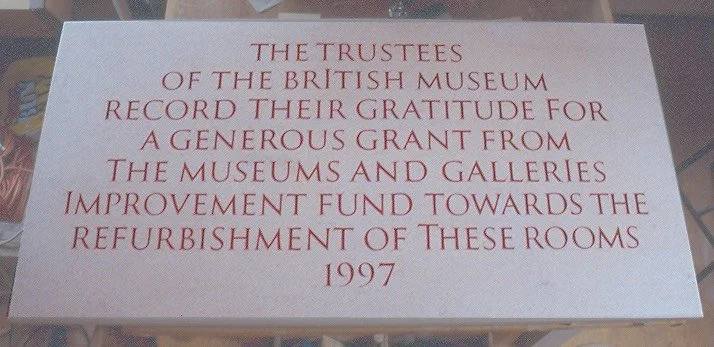 THE TRUSTEES
OF THE BRITISH MUSEUM
RECORD THEIR GRATITUDE FOR
A GENEROUS GRANT FROM
THE MUSEUMS AND GALLERIES
IMPROVEMENT FUND TOWARDS THE
REFURBISHMENT OF THESE ROOMS
1997